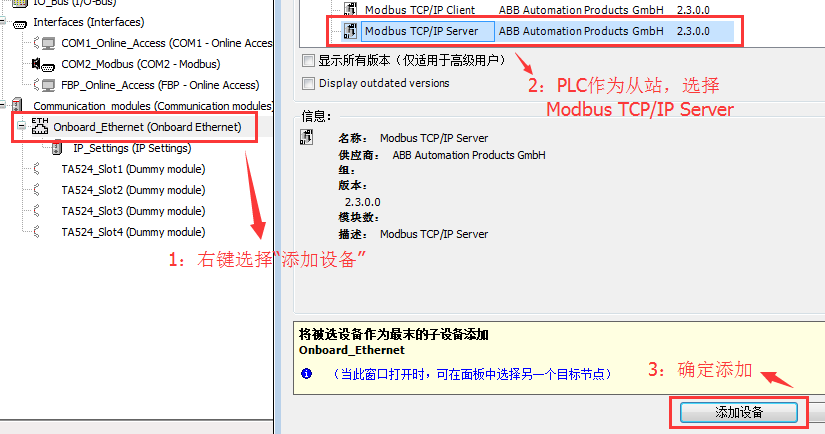 IO_Bus (I/O-Bus)
Interfaces (Interfaces)
COM1_Online_Access (COM1 - Online Access
COM2_Modbus (COM2 - Modbus)
FBP_Online_Access (FBP - Online Access)
Communication_modules (Communication modules)
ETH
Onboard_Ethernet (Onboard Ethernet)
IP_Settings (IP Settings)
TA524_Slot1 (Dummy module)
TA524_Slot2 (Dummy module)
TA524_Slot3 (Dummy module)
TA524_Slot4 (Dummy module)
1：右键选择“添加设备”
Modbus TCP/IP Client ABB Automation Products GmbH 2.3.0.0
Modbus TCP/IP Server ABB Automation Products GmbH 2.3.0.0
显示所有版本（仅适用于高级用户）
Display outdated versions
2：PLC作为从站，选择
Modbus TCP/IP Server
信息：
名称： Modbus TCP/IP Server
供应商： ABB Automation Products GmbH
组：
版本：
2.3.0.0
模块数：
描述： Modbus TCP/IP Server
将被选设备作为最末的子设备添加
Onboard_Ethernet
（当此窗口打开时，可在面板中选择另一个目标节点）
3：确定添加
添加设备